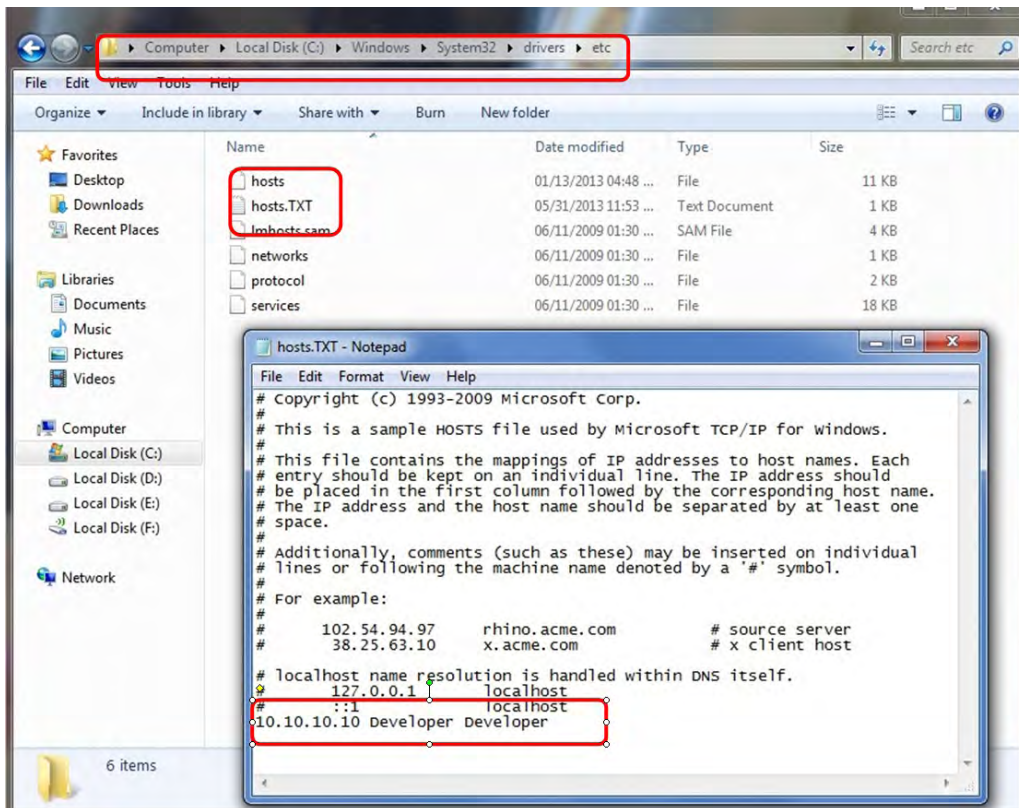 Computer ▸ Local Disk (C:) ▸ Windows ▸ System32 ▸ drivers ▸ etc
Search etc
File Edit View Tools Help
Organize Include in library Share with Burn New folder
Name Date modified Type Size
Favorites
Desktop
Downloads
Recent Places
Libraries
Documents
Music
Pictures
Videos
Computer
Local Disk (C:)
Local Disk (D:)
Local Disk (E:)
Local Disk (F:)
Network
hosts 01/13/2013 04:48 ... File 11 KB
hosts.TXT 05/31/2013 11:53 ... Text Document 1 KB
lmhosts.sam 06/11/2009 01:30 ... SAM File 4 KB
networks 06/11/2009 01:30 ... File 1 KB
protocol 06/11/2009 01:30 ... File 2 KB
services 06/11/2009 01:30 ... File 18 KB
hosts.TXT - Notepad
File Edit Format View Help
# Copyright (c) 1993-2009 Microsoft Corp.
#
# This is a sample HOSTS file used by Microsoft TCP/IP for Windows.
#
# This file contains the mappings of IP addresses to host names. Each
# entry should be kept on an individual line. The IP address should
# be placed in the first column followed by the corresponding host name.
# The IP address and the host name should be separated by at least one
# space.
#
# Additionally, comments (such as these) may be inserted on individual
# lines or following the machine name denoted by a '#' symbol.
#
# For example:
#
# 102.54.94.97 rhino.acme.com # source server
# 38.25.63.10 x.acme.com # x client host
# localhost name resolution is handled within DNS itself.
# 127.0.0.1 localhost
# ::1 localhost
10.10.10.10 Developer Developer
6 items